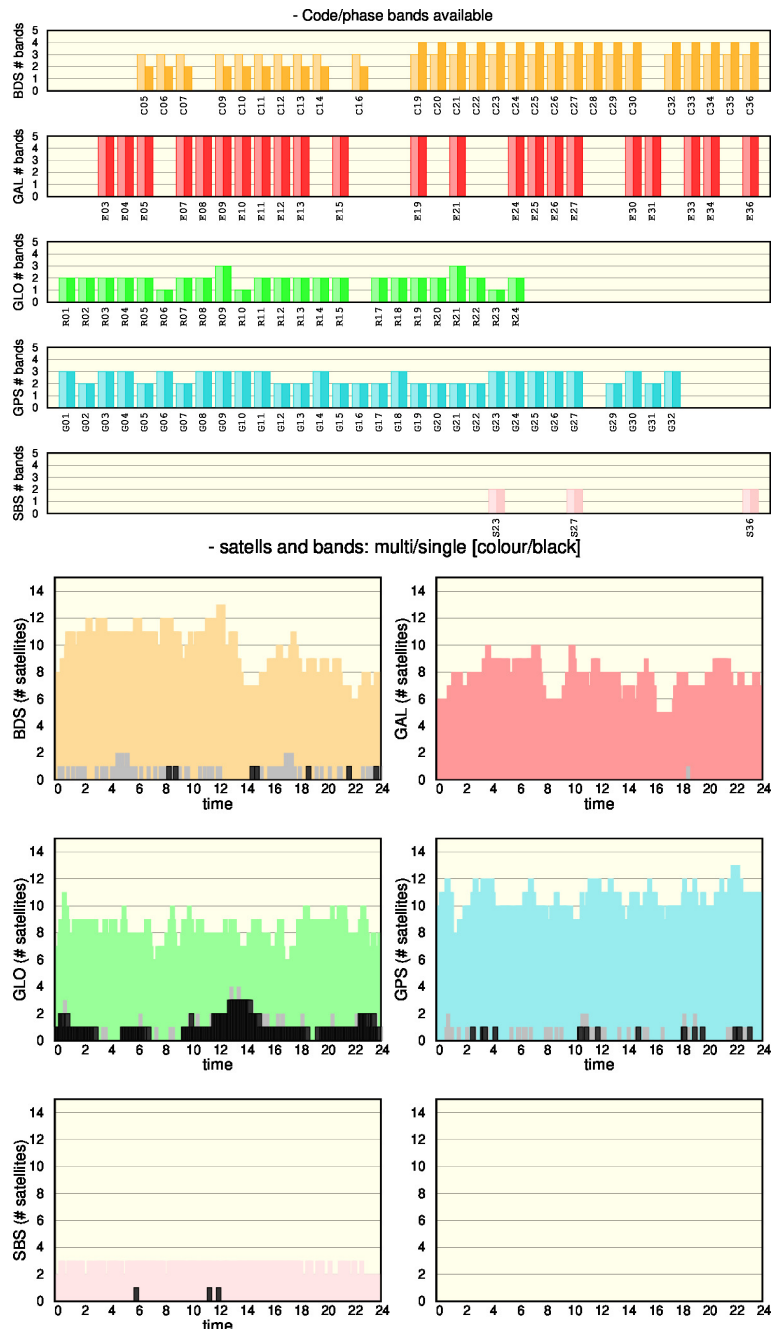 - Code/phase bands available
BDS # bands
5
4
3
2
1
0
C05 C06 C07 C09 C10 C11 C12 C13 C14 C16 C19 C20 C21 C22 C23 C24 C25 C26 C27 C28 C29 C30 C32 C33 C34 C35 C36
GAL # bands
5
4
3
2
1
0
E03 E04 E05 E07 E08 E09 E10 E11 E12 E13 E15 E19 E21 E24 E25 E26 E27 E30 E31 E33 E34 E36
GLO # bands
5
4
3
2
1
0
R01 R02 R03 R04 R05 R06 R07 R08 R09 R10 R11 R12 R13 R14 R15 R17 R18 R19 R20 R21 R22 R23 R24
GPS # bands
5
4
3
2
1
0
G01 G02 G03 G04 G05 G06 G07 G08 G09 G10 G11 G12 G13 G14 G15 G16 G17 G18 G19 G20 G21 G22 G23 G24 G25 G26 G27 G29 G30 G31 G32
SBS # bands
5
4
3
2
1
0
S23 S27 S36
- satells and bands: multi/single [colour/black]
BDS (# satellites)
14
12
10
8
6
4
2
0
0 2 4 6 8 10 12 14 16 18 20 22 24
time
GAL (# satellites)
14
12
10
8
6
4
2
0
0 2 4 6 8 10 12 14 16 18 20 22 24
time
GLO (# satellites)
14
12
10
8
6
4
2
0
0 2 4 6 8 10 12 14 16 18 20 22 24
time
GPS (# satellites)
14
12
10
8
6
4
2
0
0 2 4 6 8 10 12 14 16 18 20 22 24
time
SBS (# satellites)
14
12
10
8
6
4
2
0
0 2 4 6 8 10 12 14 16 18 20 22 24
time
14
12
10
8
6
4
2
0
0 2 4 6 8 10 12 14 16 18 20 22 24